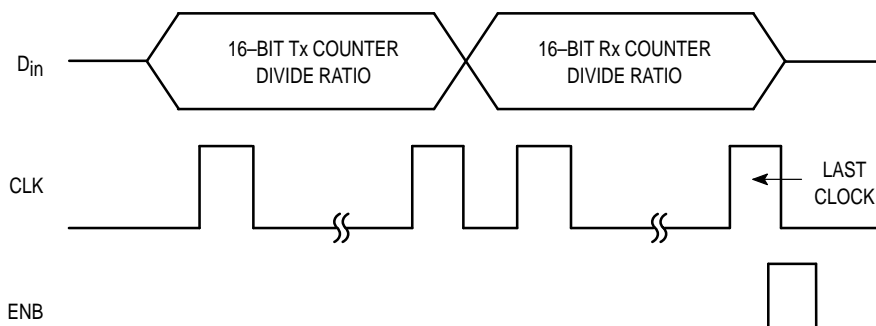 16–BIT Tx COUNTER
DIVIDE RATIO
16–BIT Rx COUNTER
DIVIDE RATIO
Din
CLK
LAST
CLOCK
ENB